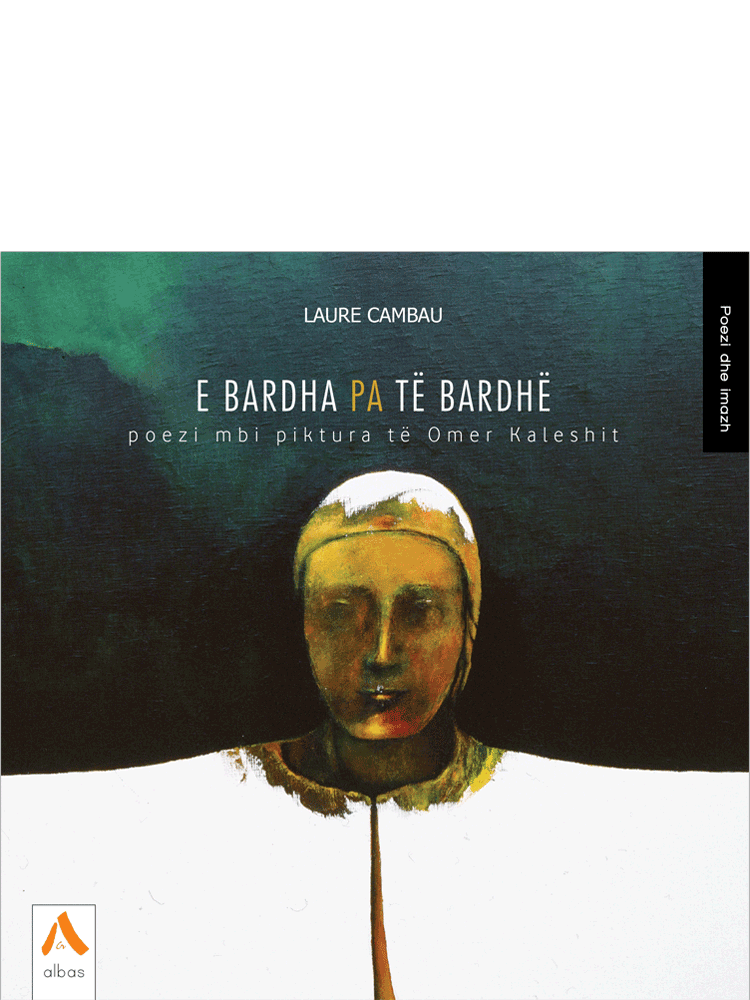 LAURE CAMBAU
E BARDHA PA TË BARDHË
poezi mbi piktura të Omer Kaleshit
Poezi dhe imazh
a
albas